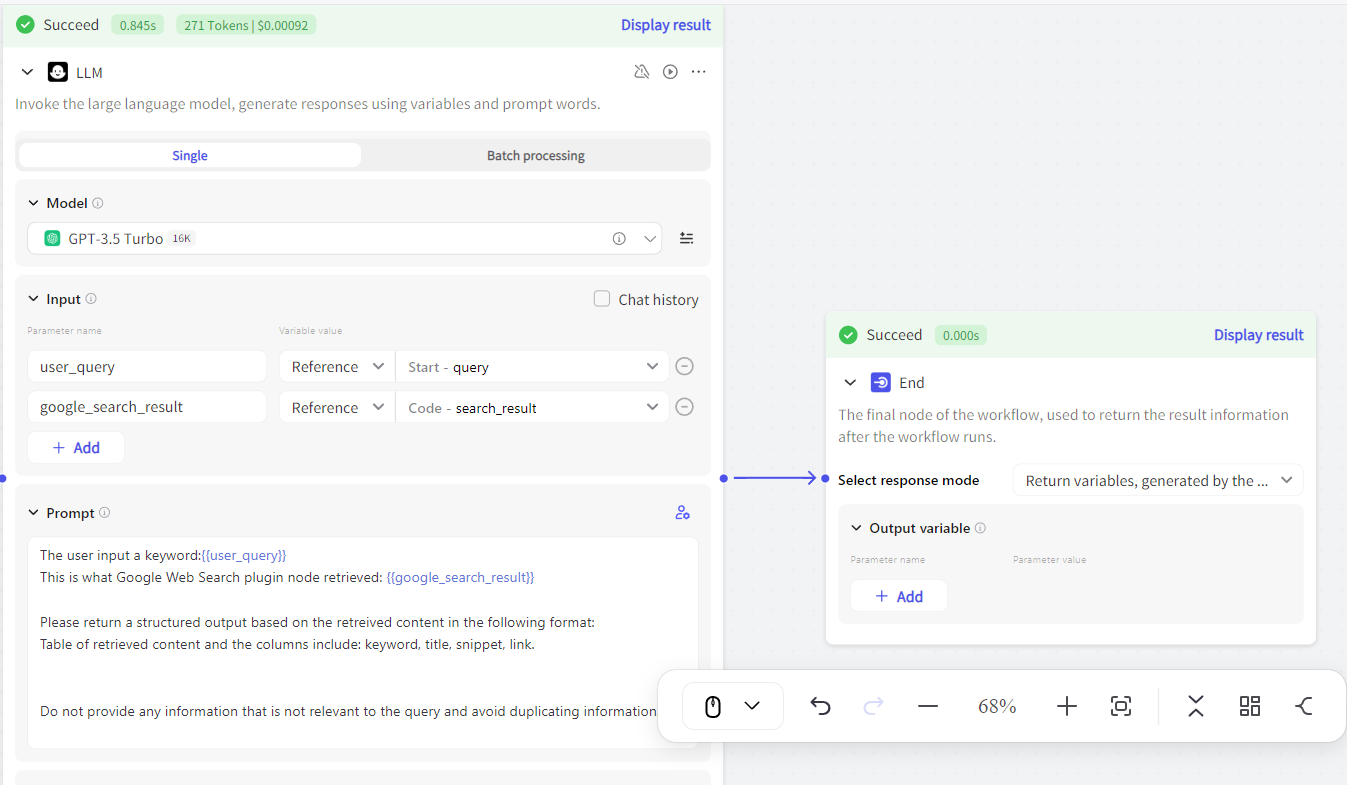 Succeed 0.845s 271 Tokens | $0.00092 Display result
LLM
Invoke the large language model, generate responses using variables and prompt words.
Single Batch processing
Model
GPT-3.5 Turbo 16K
Input Chat history
Parameter name Variable value
user_query Reference Start - query
google_search_result Reference Code - search_result
+ Add
Prompt
The user input a keyword:{{user_query}}
This is what Google Web Search plugin node retrieved: {{google_search_result}}
Please return a structured output based on the retreived content in the following format:
Table of retrieved content and the columns include: keyword, title, snippet, link.
Do not provide any information that is not relevant to the query and avoid duplicating information
Succeed 0.000s Display result
End
The final node of the workflow, used to return the result information
after the workflow runs.
Select response mode Return variables, generated by the ...
Output variable
Parameter name Parameter value
+ Add
68%